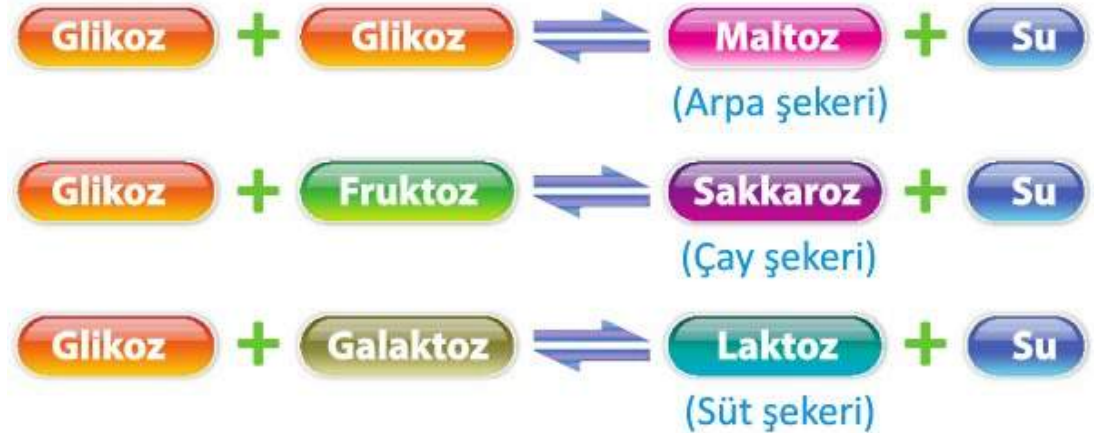 Glikoz + Glikoz ⇌ Maltoz + Su
(Arpa şekeri)
Glikoz + Fruktoz ⇌ Sakkaroz + Su
(Çay şekeri)
Glikoz + Galaktoz ⇌ Laktoz + Su
(Süt şekeri)